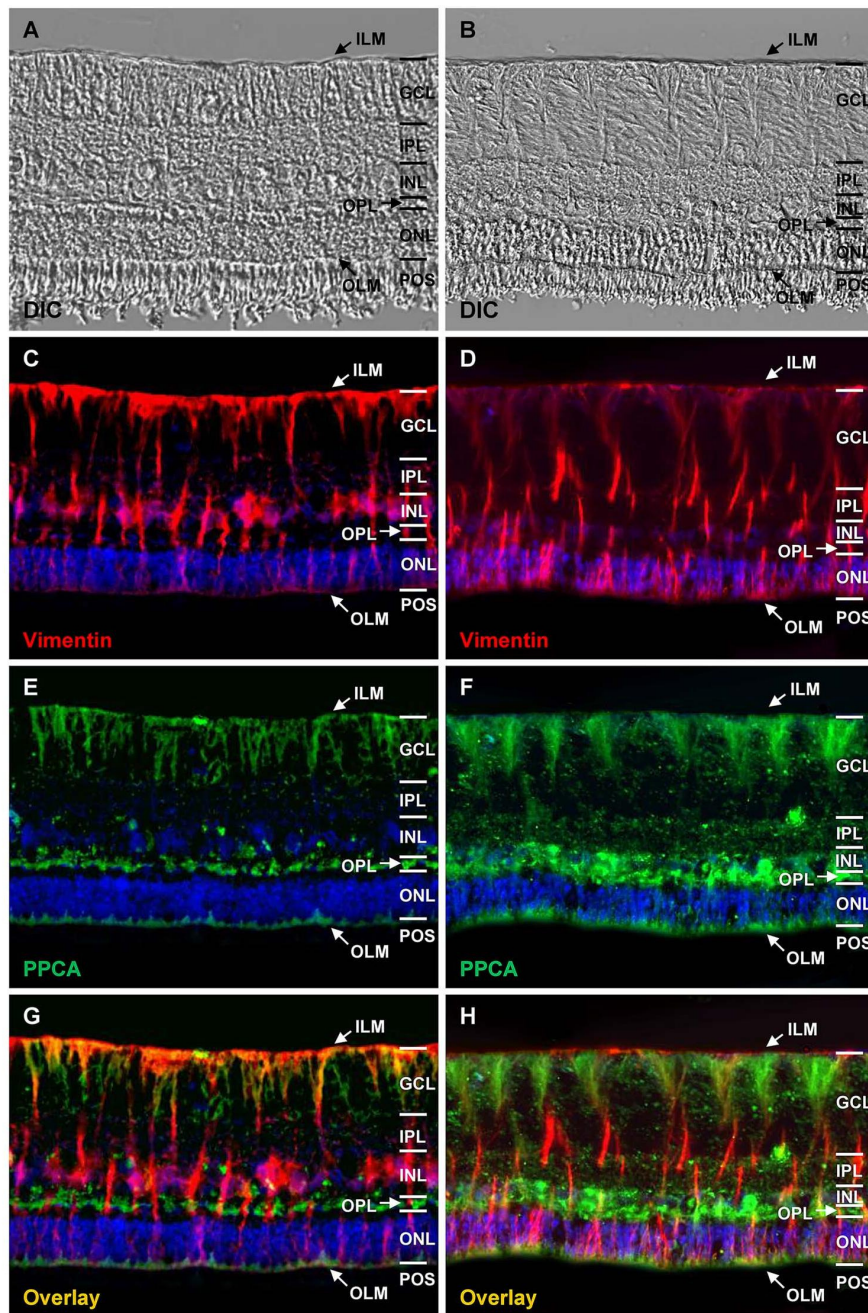 A
ILM
GCL
IPL
INL
OPL
ONL
OLM
POS
DIC
B
ILM
GCL
IPL
INL
OPL
ONL
OLM
POS
DIC
C
ILM
GCL
IPL
INL
OPL
ONL
OLM
POS
Vimentin
D
ILM
GCL
IPL
INL
OPL
ONL
OLM
POS
Vimentin
E
ILM
GCL
IPL
INL
OPL
ONL
OLM
POS
PPCA
F
ILM
GCL
IPL
INL
OPL
ONL
OLM
POS
PPCA
G
ILM
GCL
IPL
INL
OPL
ONL
OLM
POS
Overlay
H
ILM
GCL
IPL
INL
OPL
ONL
OLM
POS
Overlay